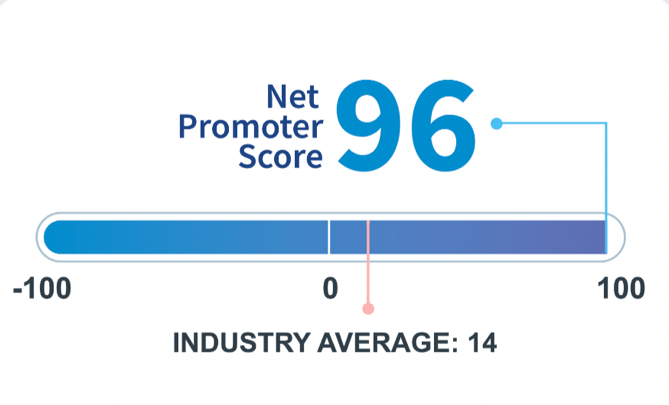 Net
Promoter
Score
96
-100
0
100
INDUSTRY AVERAGE: 14